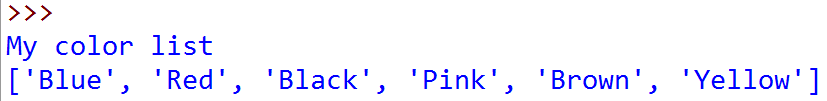 >>>
My color list
['Blue', 'Red', 'Black', 'Pink', 'Brown', 'Yellow']